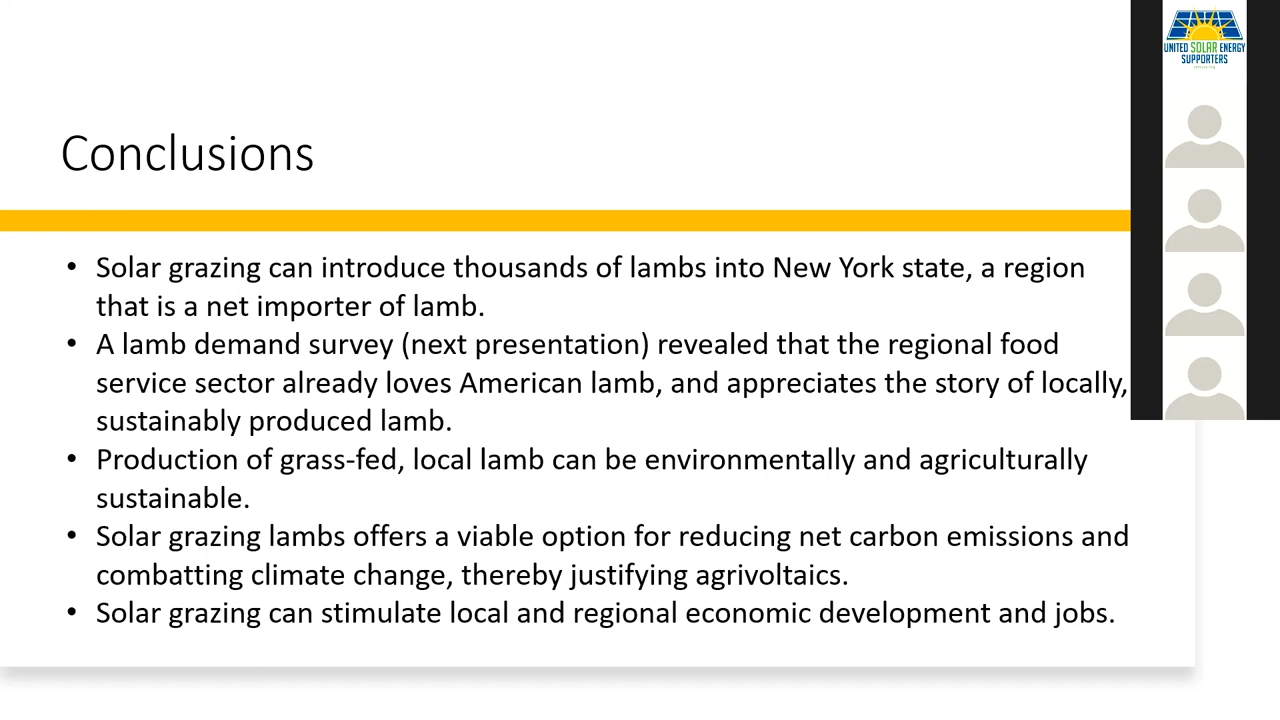 Conclusions
• Solar grazing can introduce thousands of lambs into New York state, a region
that is a net importer of lamb.
• A lamb demand survey (next presentation) revealed that the regional food
service sector already loves American lamb, and appreciates the story of locally,
sustainably produced lamb.
• Production of grass-fed, local lamb can be environmentally and agriculturally
sustainable.
• Solar grazing lambs offers a viable option for reducing net carbon emissions and
combatting climate change, thereby justifying agrivoltaics.
• Solar grazing can stimulate local and regional economic development and jobs.
UNITED SOLAR ENERGY
SUPPORTERS